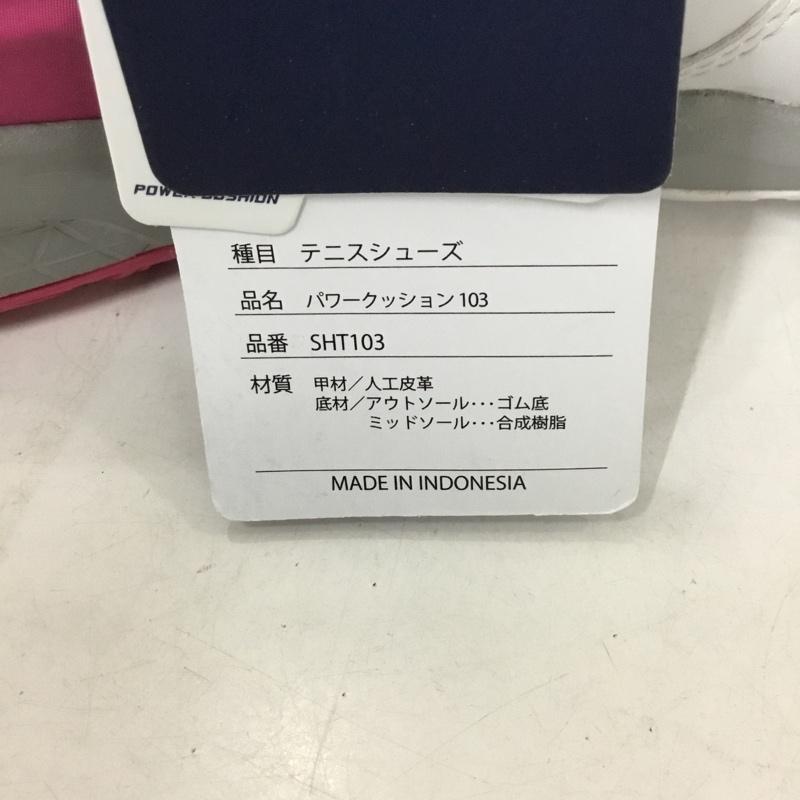 POWER CUSHION
種目 テニスシューズ
品名 パワークッション 103
品番 SHT103
材質 甲材／人工皮革
底材／アウトソール･･･ゴム底
ミッドソール･･･合成樹脂
MADE IN INDONESIA